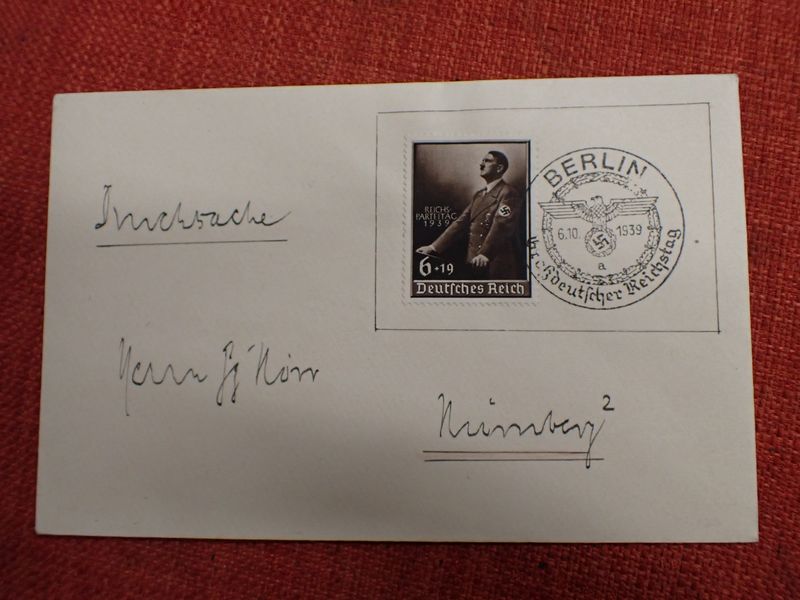 Drucksache
REICHS-
PARTEITAG
1939
6+19
Deutsches Reich
BERLIN
6.10. 1939
a
Großdeutscher Reichstag
Herrn
Nürnberg 2